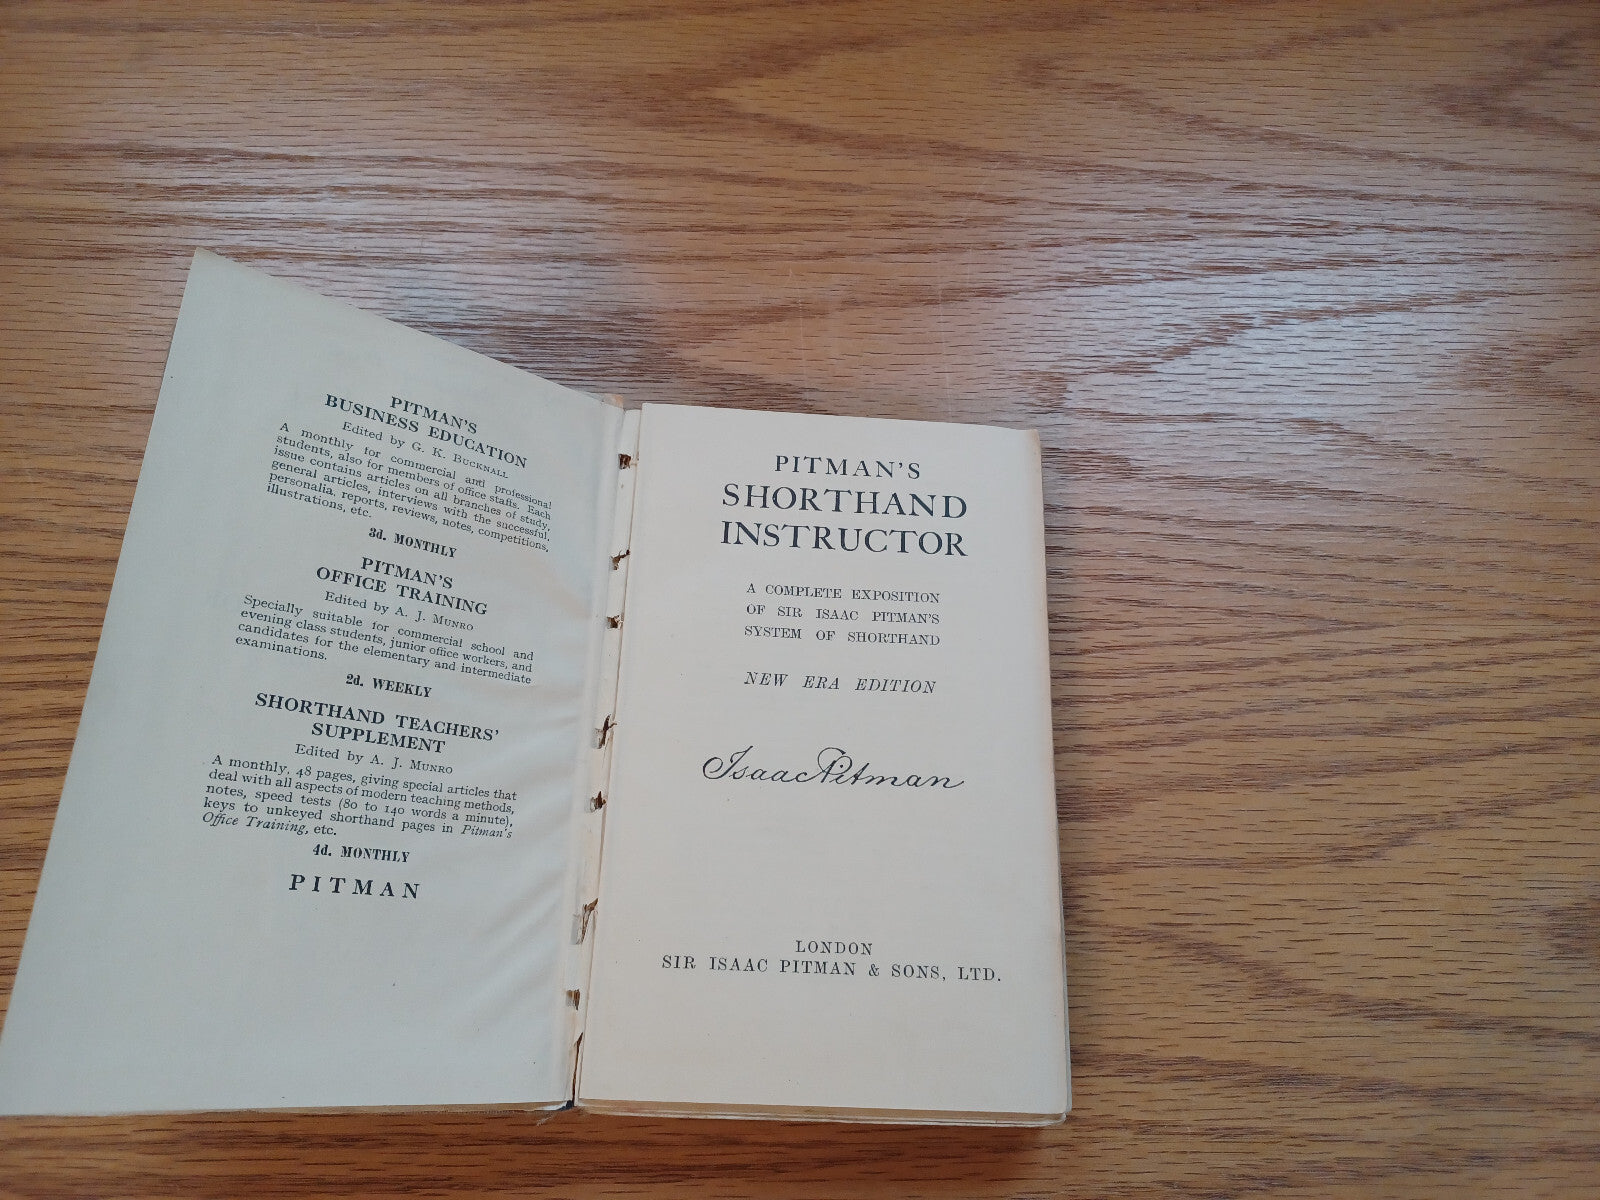 PITMAN'S
BUSINESS EDUCATION
Edited by G. K. BUCKNALL
A monthly for commercial and professional
students, also for members of office staffs. Each
issue contains articles on all branches of study,
general articles, interviews with the successful,
personalia, reports, reviews, notes, competitions,
illustrations, etc.
3d. MONTHLY
PITMAN'S
OFFICE TRAINING
Edited by A. J. MUNRO
Specially suitable for commercial school and
evening class students, junior office workers, and
candidates for the elementary and intermediate
examinations.
2d. WEEKLY
SHORTHAND TEACHERS'
SUPPLEMENT
Edited by A. J. MUNRO
A monthly, 48 pages, giving special articles that
deal with all aspects of modern teaching methods,
notes, speed tests (80 to 140 words a minute),
keys to unkeyed shorthand pages in Pitman's
Office Training, etc.
4d. MONTHLY
PITMAN
PITMAN'S
SHORTHAND
INSTRUCTOR
A COMPLETE EXPOSITION
OF SIR ISAAC PITMAN'S
SYSTEM OF SHORTHAND
NEW ERA EDITION
Isaac Pitman
LONDON
SIR ISAAC PITMAN & SONS, LTD.